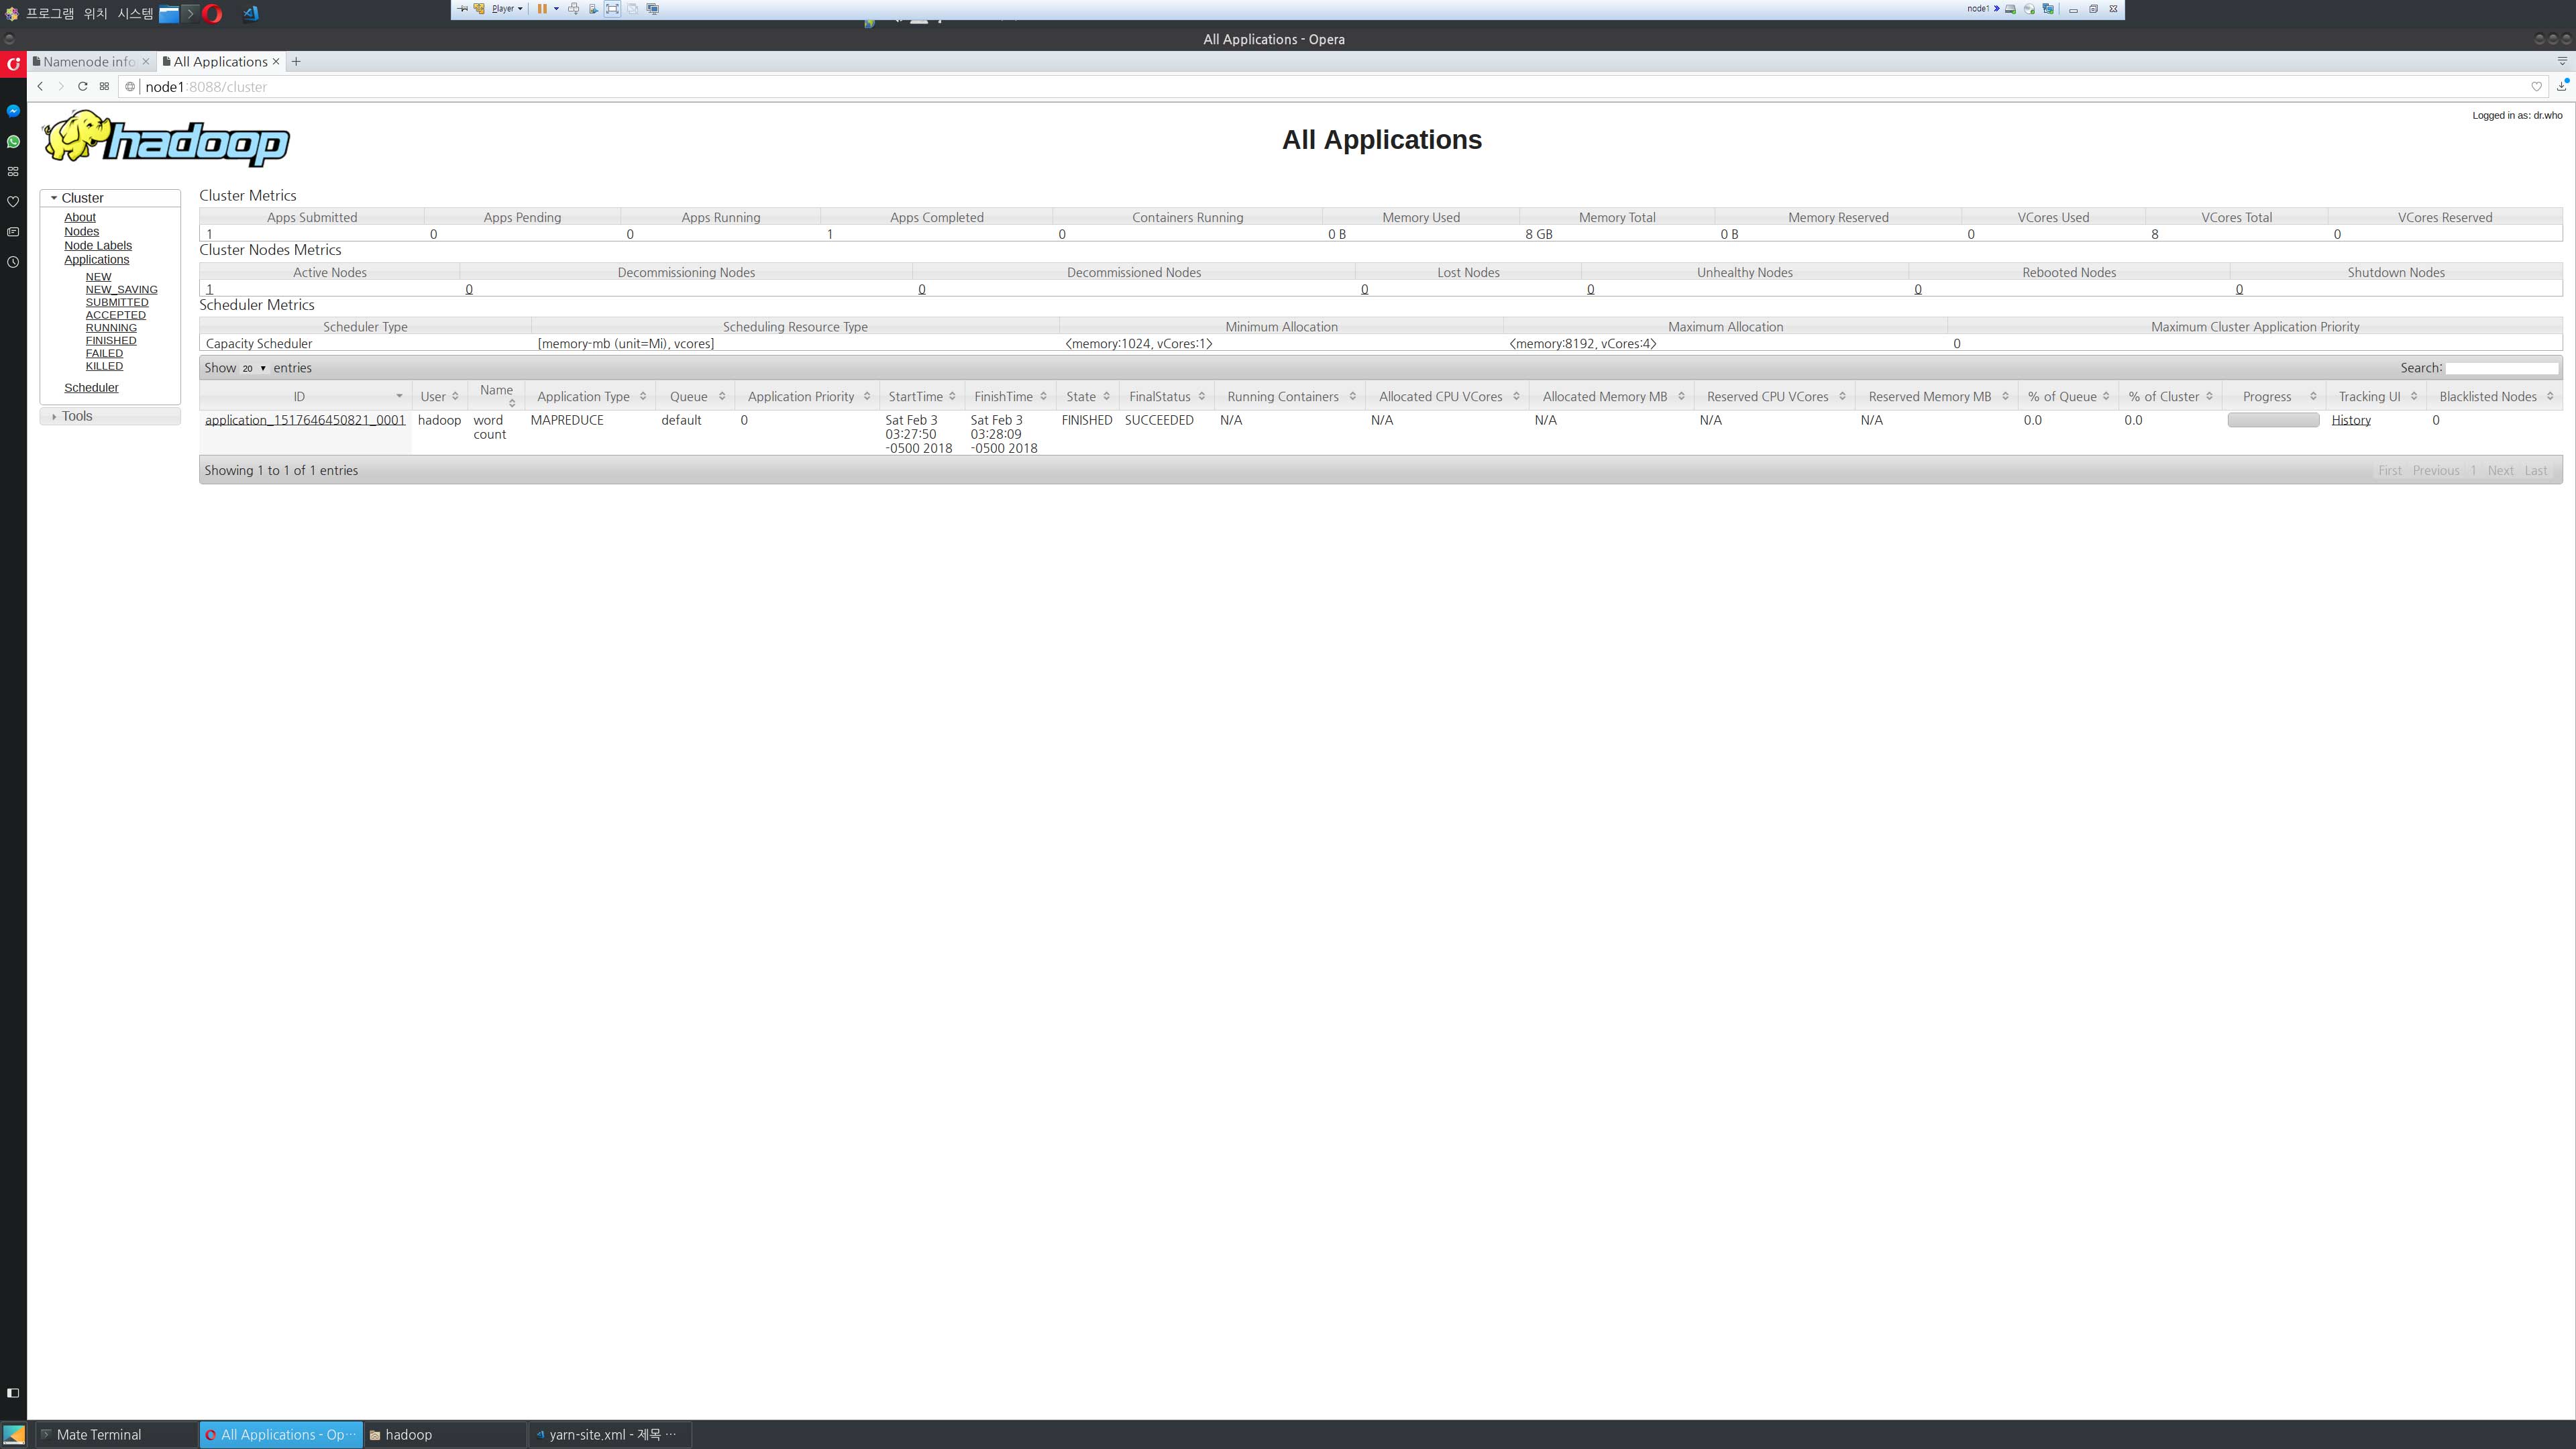 프로그램 위치 시스템
Player
node1
All Applications - Opera
Namenode info
All Applications
node1:8088/cluster
hadoop
All Applications
Logged in as: dr.who
Cluster
About
Nodes
Node Labels
Applications
NEW
NEW_SAVING
SUBMITTED
ACCEPTED
RUNNING
FINISHED
FAILED
KILLED
Scheduler
Tools
Cluster Metrics
Apps Submitted Apps Pending Apps Running Apps Completed Containers Running Memory Used Memory Total Memory Reserved VCores Used VCores Total VCores Reserved
1 0 0 1 0 0 B 8 GB 0 B 0 8 0
Cluster Nodes Metrics
Active Nodes Decommissioning Nodes Decommissioned Nodes Lost Nodes Unhealthy Nodes Rebooted Nodes Shutdown Nodes
1 0 0 0 0 0 0
Scheduler Metrics
Scheduler Type Scheduling Resource Type Minimum Allocation Maximum Allocation Maximum Cluster Application Priority
Capacity Scheduler [memory-mb (unit=Mi), vcores] <memory:1024, vCores:1> <memory:8192, vCores:4> 0
Show 20 entries Search:
ID User Name Application Type Queue Application Priority StartTime FinishTime State FinalStatus Running Containers Allocated CPU VCores Allocated Memory MB Reserved CPU VCores Reserved Memory MB % of Queue % of Cluster Progress Tracking UI Blacklisted Nodes
application_1517646450821_0001 hadoop word MAPREDUCE default 0 Sat Feb 3 Sat Feb 3 FINISHED SUCCEEDED N/A N/A N/A N/A N/A 0.0 0.0 History 0
count 03:27:50 03:28:09
-0500 2018 -0500 2018
Showing 1 to 1 of 1 entries First Previous 1 Next Last
Mate Terminal
All Applications - Op…
hadoop
yarn-site.xml - 제목 …